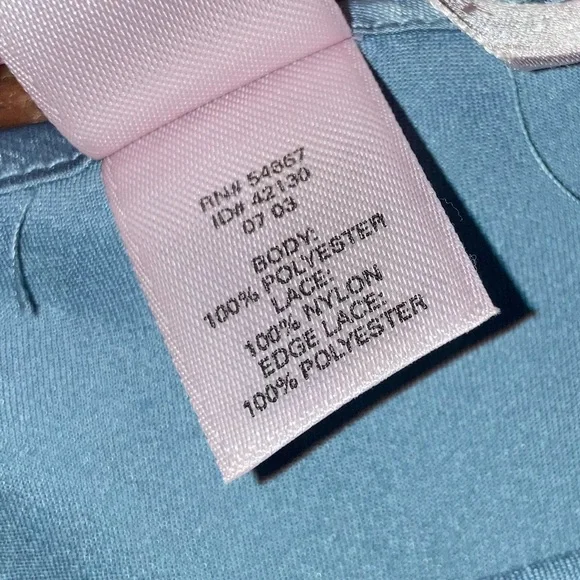 RN# 54867
ID# 42130
07 03
BODY:
100% POLYESTER
LACE:
100% NYLON
EDGE LACE:
100% POLYESTER